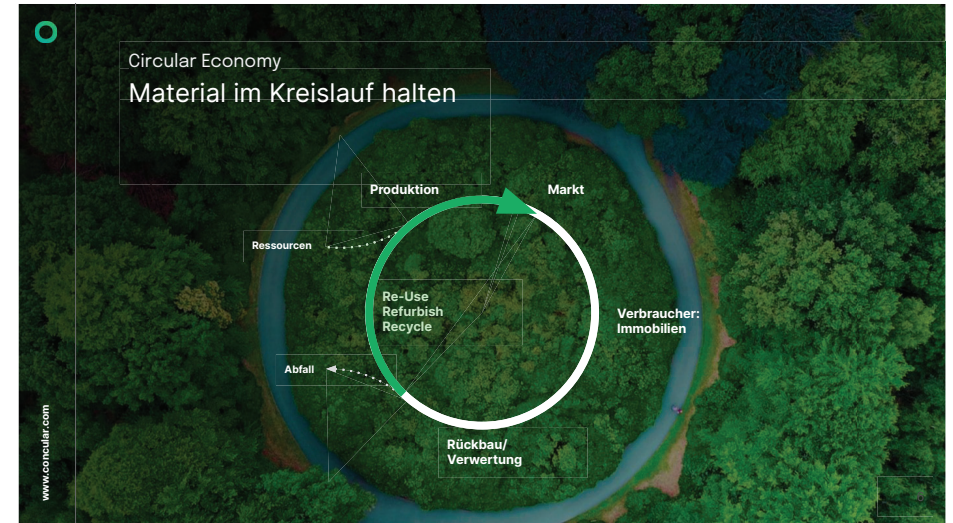 Circular Economy
Material im Kreislauf halten
Produktion
Markt
Ressourcen
Re-Use
Refurbish
Recycle
Verbraucher:
Immobilien
Abfall
Rückbau/
Verwertung
www.concular.com